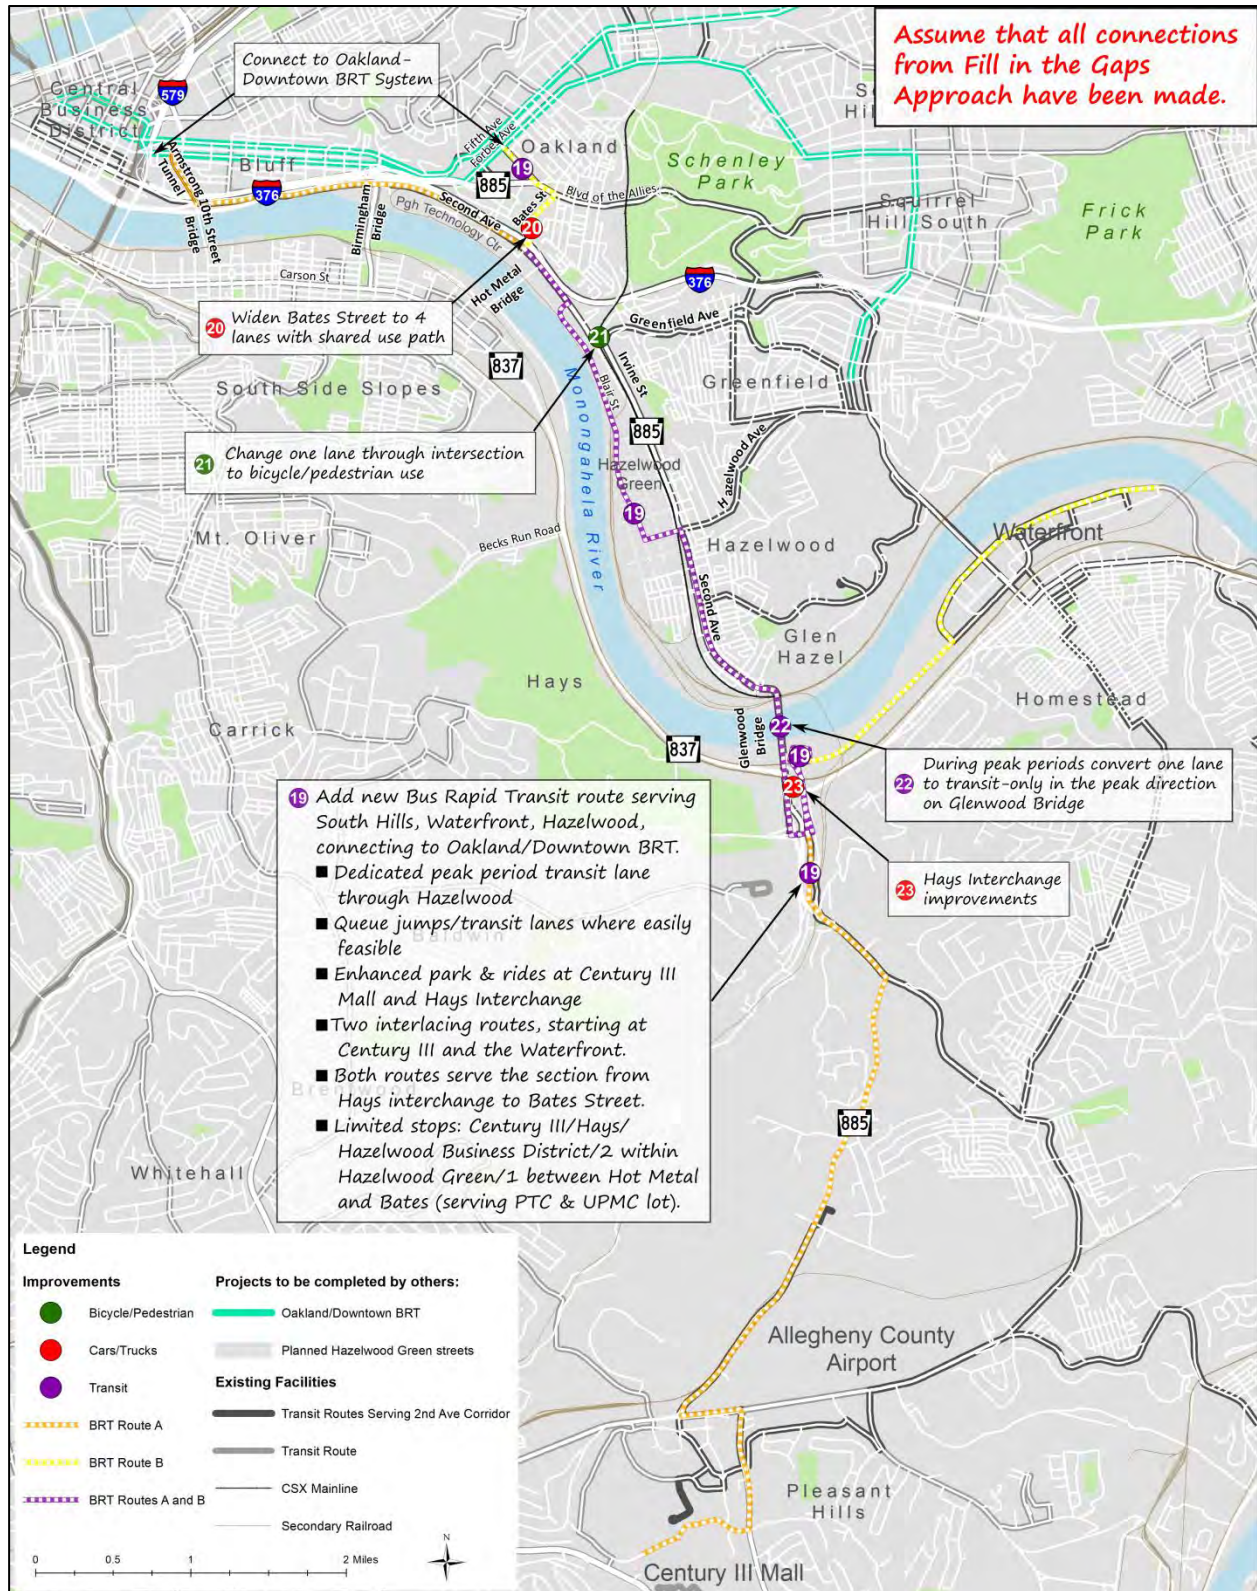 Assume that all connections
from Fill in the Gaps
Approach have been made.
Connect to Oakland-
Downtown BRT System
579
Central
Business
District
Bluff
Fifth Ave
Forbes Ave
Oakland
19
885
Blvd of the Allies
Schenley
Park
Squirrel
Hill South
Frick
Park
Armstrong
Tunnel
10th Street
Bridge
376
Birmingham
Bridge
Second Ave
Pgh Technology Ctr
Bates St
20
Carson St
Hot Metal
Bridge
376
20 Widen Bates Street to 4
lanes with shared use path
21
Greenfield Ave
837
Irvine St
Greenfield
South Side Slopes
Monongahela River
Blair St
885
Hazelwood Ave
21 Change one lane through intersection
to bicycle/pedestrian use
Hazelwood
Green
19
Mt. Oliver
Becks Run Road
Hazelwood
Waterfront
Second Ave
Glen
Hazel
Hays
Homestead
Carrick
837
Glenwood
Bridge
22
19
23
22 During peak periods convert one lane
to transit-only in the peak direction
on Glenwood Bridge
19 Add new Bus Rapid Transit route serving
South Hills, Waterfront, Hazelwood,
connecting to Oakland/Downtown BRT.
■ Dedicated peak period transit lane
through Hazelwood
■ Queue jumps/transit lanes where easily
feasible
■ Enhanced park & rides at Century III
Mall and Hays Interchange
■ Two interlacing routes, starting at
Century III and the Waterfront.
■ Both routes serve the section from
Hays interchange to Bates Street.
■ Limited stops: Century III/Hays/
Hazelwood Business District/2 within
Hazelwood Green/1 between Hot Metal
and Bates (serving PTC & UPMC lot).
19
23 Hays Interchange
improvements
Baldwin
Brentwood
885
Whitehall
Allegheny County
Airport
Pleasant
Hills
Century III Mall
Legend
Improvements
Bicycle/Pedestrian
Cars/Trucks
Transit
BRT Route A
BRT Route B
BRT Routes A and B
Projects to be completed by others:
Oakland/Downtown BRT
Planned Hazelwood Green streets
Existing Facilities
Transit Routes Serving 2nd Ave Corridor
Transit Route
CSX Mainline
Secondary Railroad
N
0 0.5 1 2 Miles